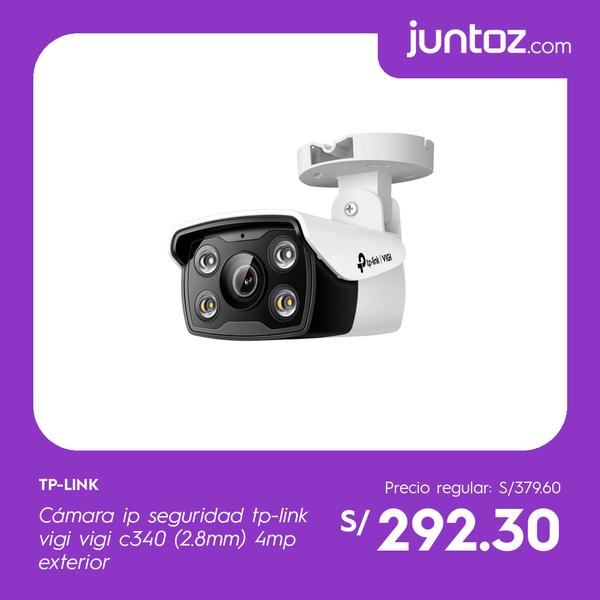 juntoz.com
tp-link | VIGI
TP-LINK
Cámara ip seguridad tp-link
vigi vigi c340 (2.8mm) 4mp
exterior
Precio regular: S/379.60
S/ 292.30